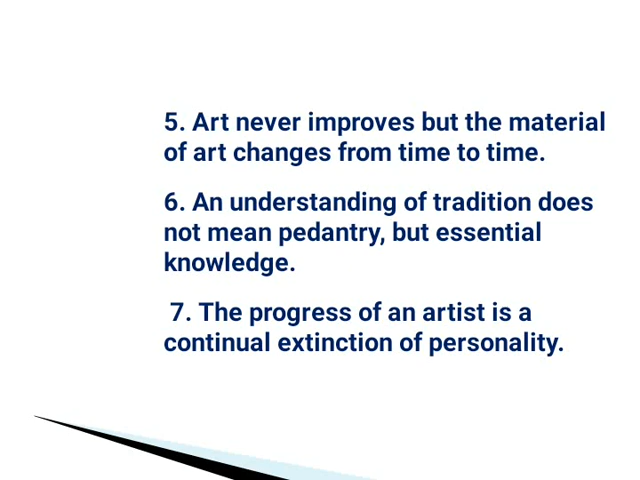 5. Art never improves but the material
of art changes from time to time.
6. An understanding of tradition does
not mean pedantry, but essential
knowledge.
7. The progress of an artist is a
continual extinction of personality.